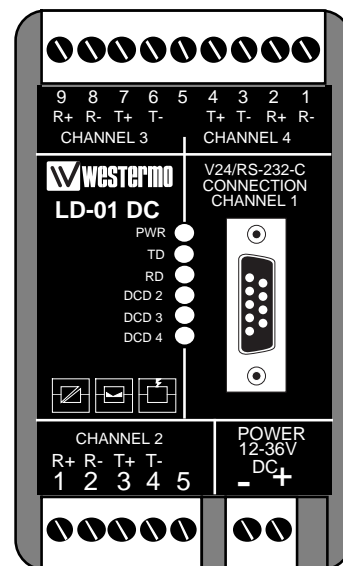 9 8 7 6 5 4 3 2 1
R+ R- T+ T- T+ T- R+ R-
CHANNEL 3 CHANNEL 4
Westermo
LD-01 DC
PWR
TD
RD
DCD 2
DCD 3
DCD 4
V24/RS-232-C
CONNECTION
CHANNEL 1
CHANNEL 2
R+ R- T+ T-
1 2 3 4 5
POWER
12-36V
DC
- +